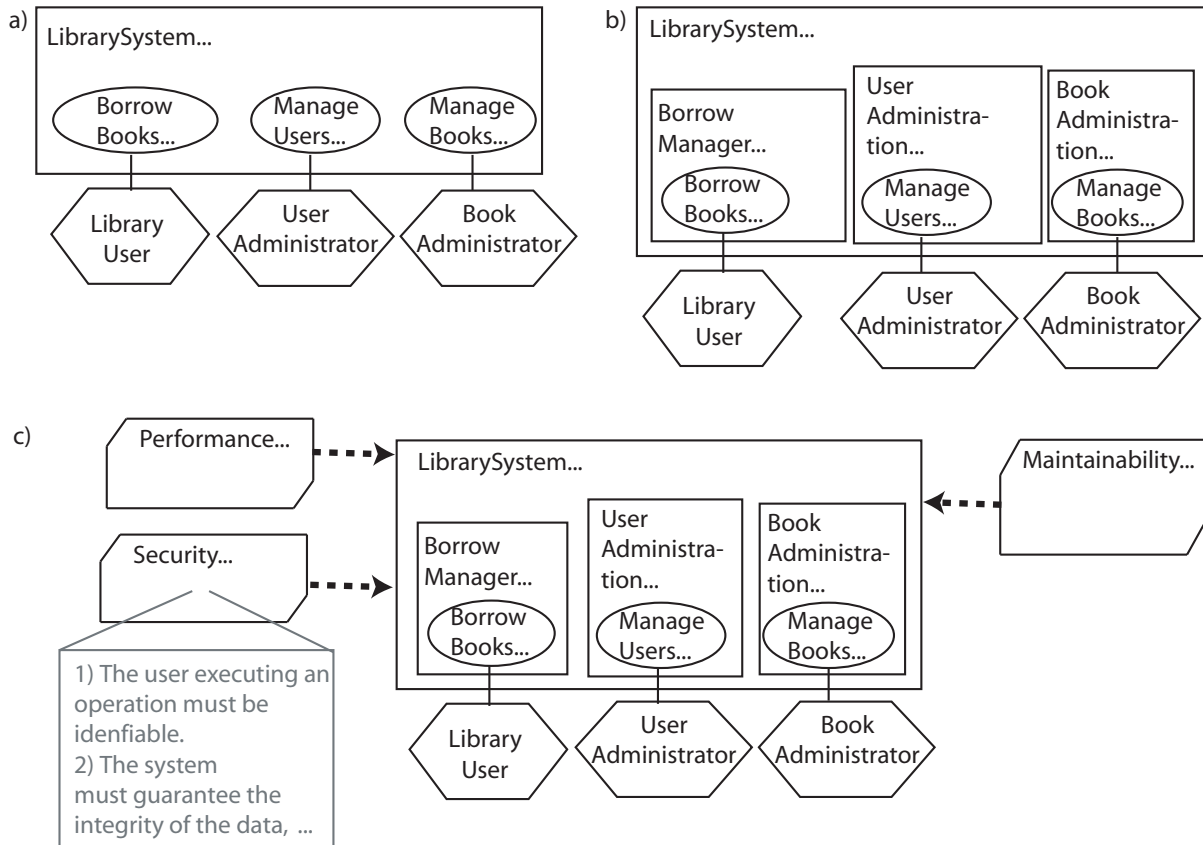 a)
LibrarySystem...
Borrow
Books...
Manage
Users...
Manage
Books...
Library
User
User
Administrator
Book
Administrator
b)
LibrarySystem...
Borrow
Manager...
Borrow
Books...
User
Administra-
tion...
Manage
Users...
Book
Administra-
tion...
Manage
Books...
Library
User
User
Administrator
Book
Administrator
c)
Performance...
Security...
1) The user executing an
operation must be
idenfiable.
2) The system
must guarantee the
integrity of the data, ...
LibrarySystem...
Borrow
Manager...
Borrow
Books...
User
Administra-
tion...
Manage
Users...
Book
Administra-
tion...
Manage
Books...
Library
User
User
Administrator
Book
Administrator
Maintainability...